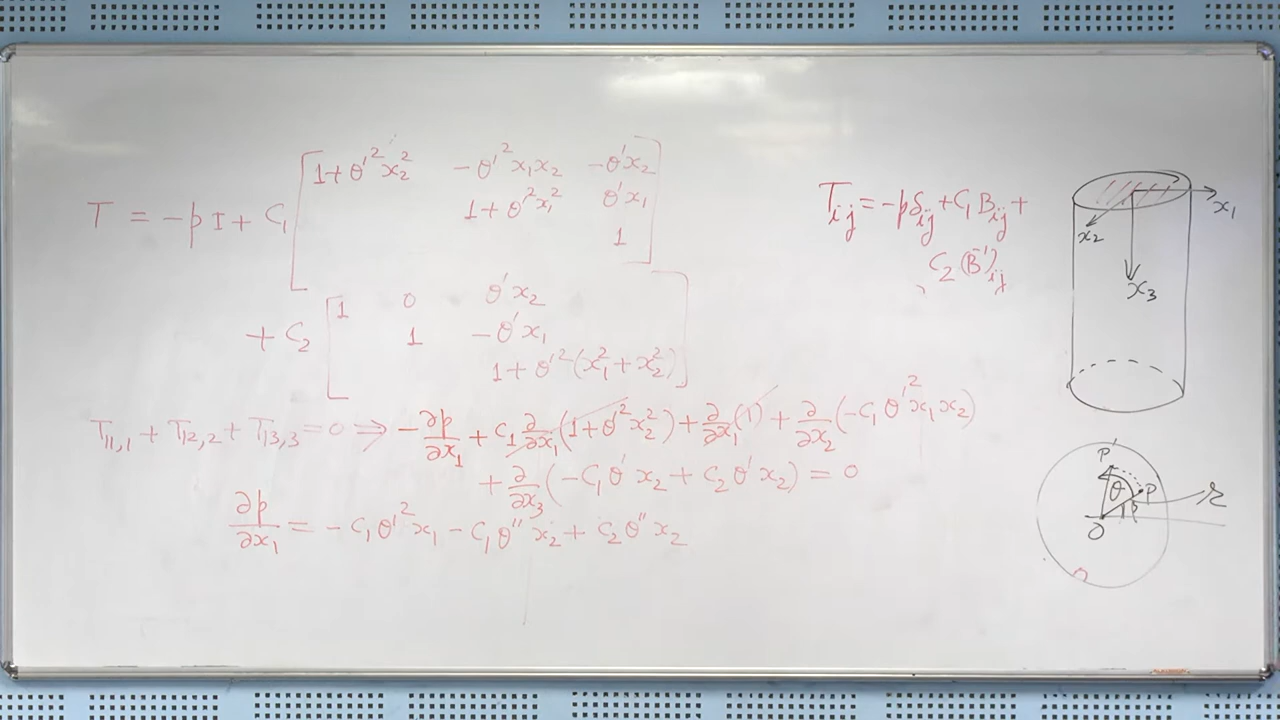 T = -pI + C₁ [ 1+θ'²x₂²   -θ'²x₁x₂   -θ'x₂
1+θ'²x₁²   θ'x₁
1 ]
+ C₂ [ 1   0   θ'x₂
1   -θ'x₁
1+θ'²(x₁²+x₂²) ]
T₁₁,₁ + T₁₂,₂ + T₁₃,₃ = 0 ⇒ -∂p/∂x₁ + C₁ ∂/∂x₁(1+θ'²x₂²) + ∂/∂x₁(1) + ∂/∂x₂(-C₁θ'²x₁x₂)
+ ∂/∂x₃(-C₁θ'x₂ + C₂θ'x₂) = 0
∂p/∂x₁ = -C₁θ'²x₁ - C₁θ''x₂ + C₂θ''x₂
T_ij = -pδ_ij + C₁B_ij +
C₂(B⁻¹)_ij
x₁
x₂
x₃
P'
θ
P
r
β
O